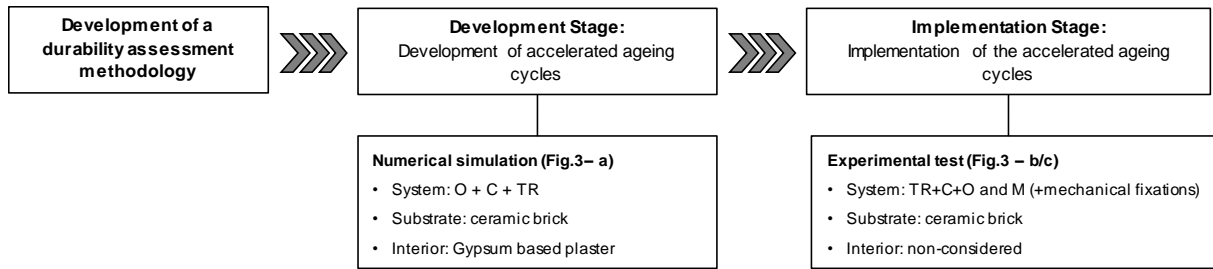 Development of a
durability assessment
methodology
Development Stage:
Development of accelerated ageing
cycles
Implementation Stage:
Implementation of the accelerated ageing
cycles
Numerical simulation (Fig.3– a)
• System: O + C + TR
• Substrate: ceramic brick
• Interior: Gypsum based plaster
Experimental test (Fig.3 – b/c)
• System: TR+C+O and M (+mechanical fixations)
• Substrate: ceramic brick
• Interior: non-considered